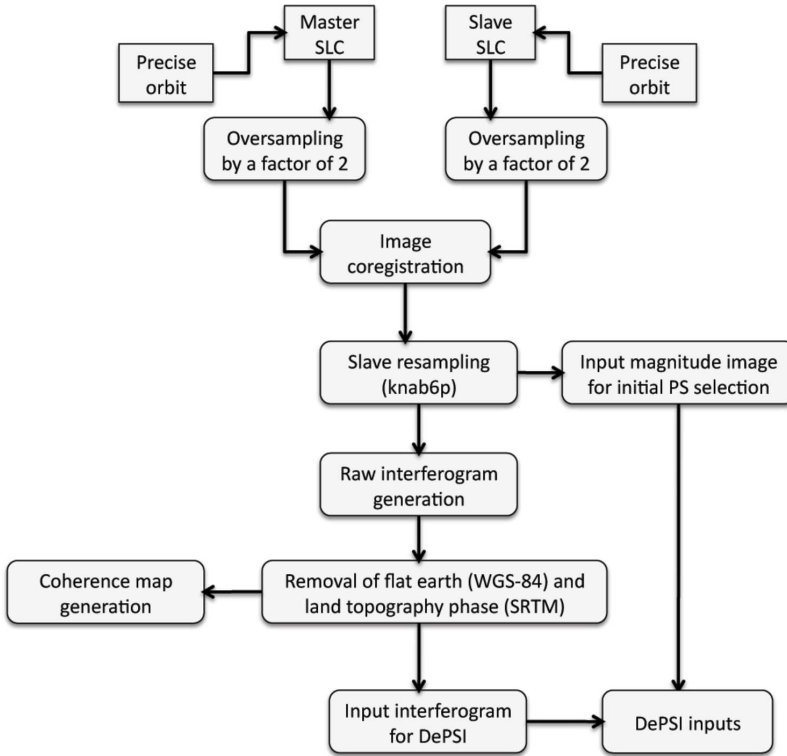 Master
SLC
Slave
SLC
Precise
orbit
Precise
orbit
Oversampling
by a factor of 2
Oversampling
by a factor of 2
Image
coregistration
Slave resampling
(knab6p)
Input magnitude image
for initial PS selection
Raw interferogram
generation
Coherence map
generation
Removal of flat earth (WGS-84) and
land topography phase (SRTM)
Input interferogram
for DePSI
DePSI inputs